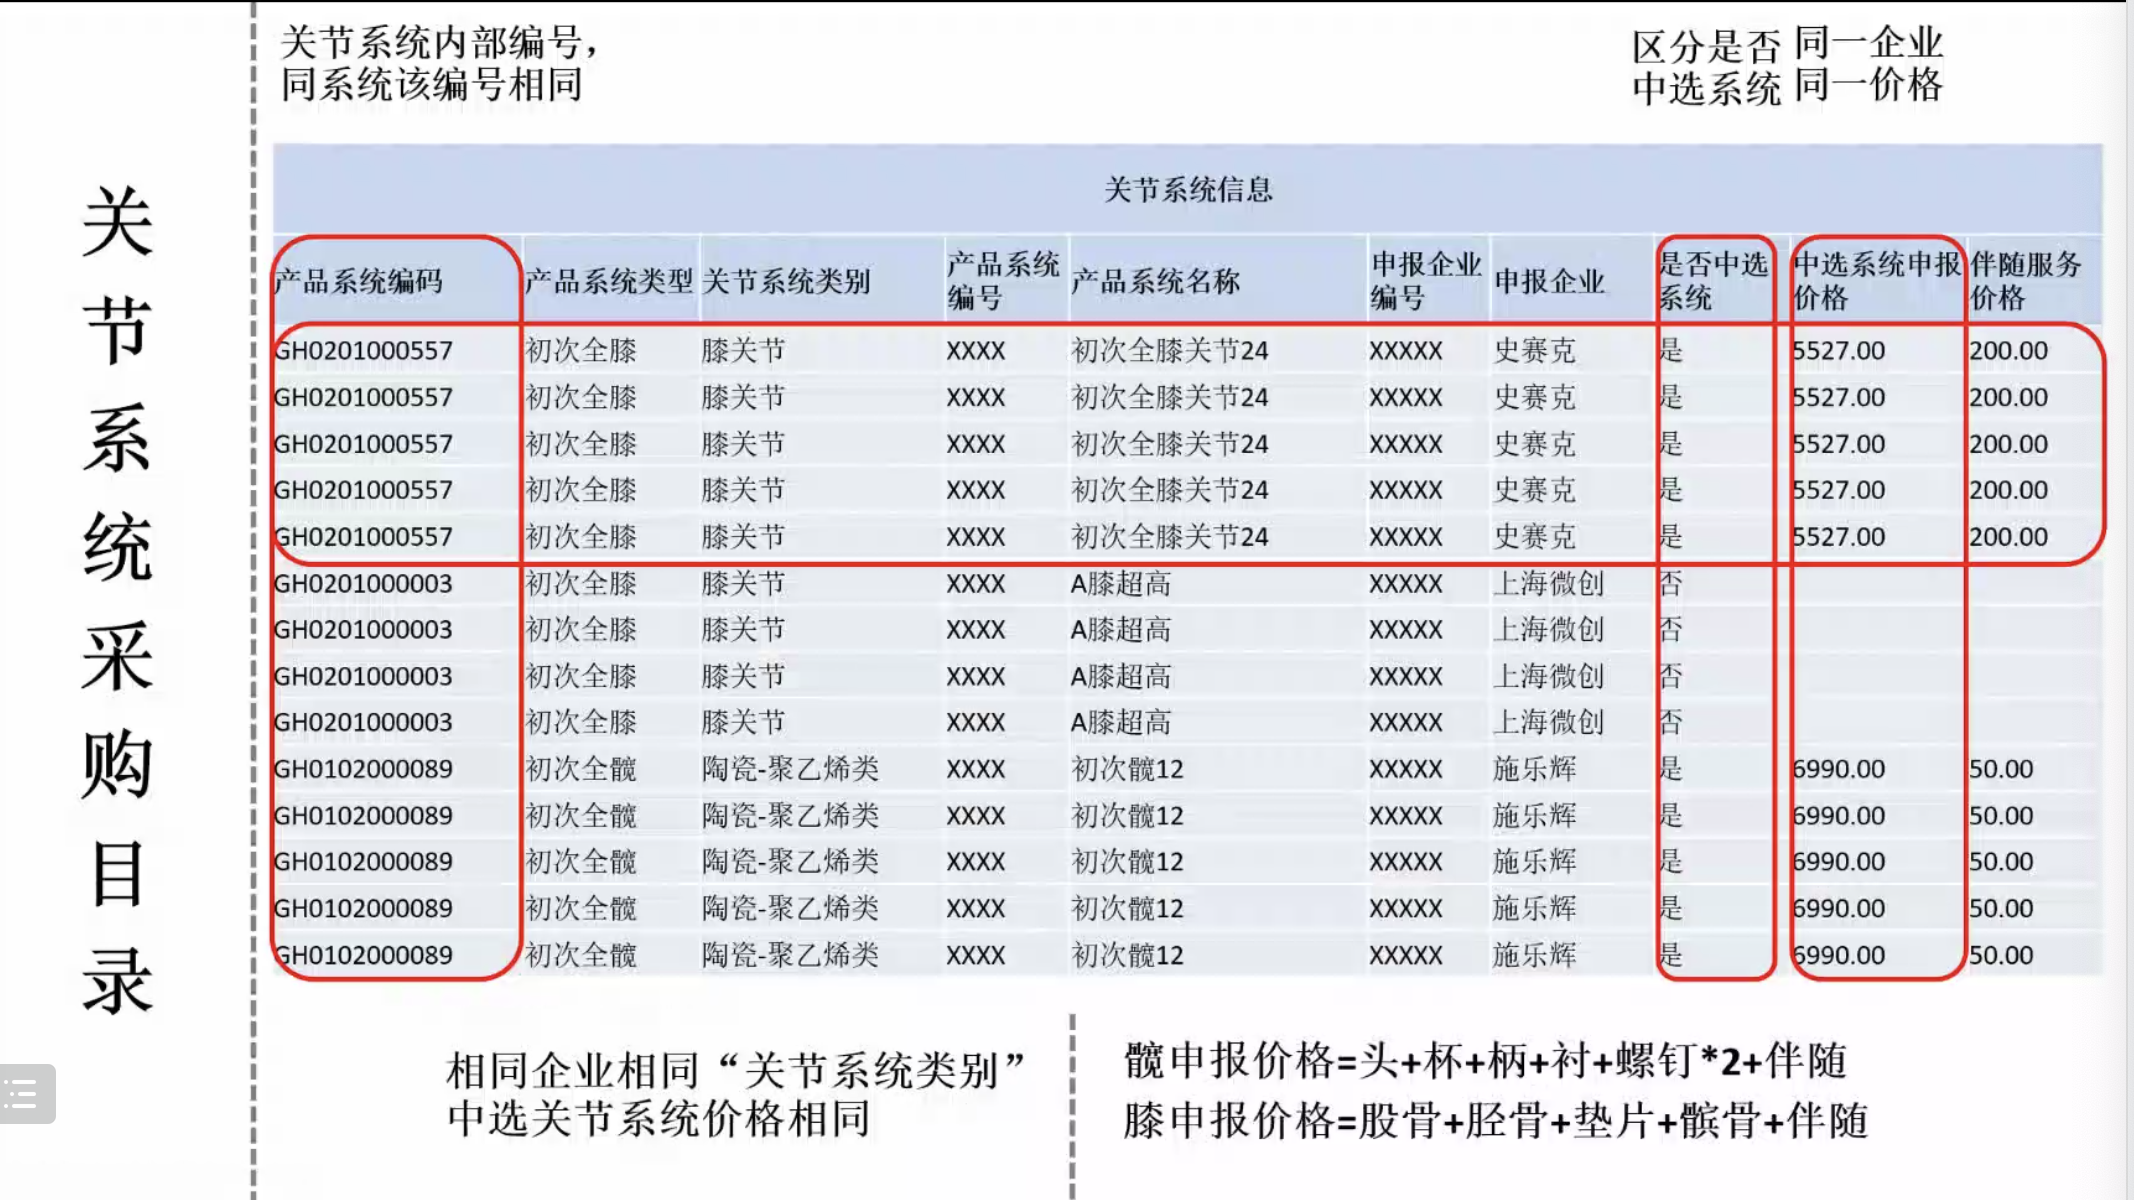 关节系统采购目录
关节系统内部编号，
同系统该编号相同
区分是否
中选系统
同一企业
同一价格
关节系统信息
产品系统编码 产品系统类型 关节系统类别 产品系统编号 产品系统名称 申报企业编号 申报企业 是否中选系统 中选系统申报价格 伴随服务价格
GH0201000557 初次全膝 膝关节 XXXX 初次全膝关节24 XXXXX 史赛克 是 5527.00 200.00
GH0201000557 初次全膝 膝关节 XXXX 初次全膝关节24 XXXXX 史赛克 是 5527.00 200.00
GH0201000557 初次全膝 膝关节 XXXX 初次全膝关节24 XXXXX 史赛克 是 5527.00 200.00
GH0201000557 初次全膝 膝关节 XXXX 初次全膝关节24 XXXXX 史赛克 是 5527.00 200.00
GH0201000557 初次全膝 膝关节 XXXX 初次全膝关节24 XXXXX 史赛克 是 5527.00 200.00
GH0201000003 初次全膝 膝关节 XXXX A膝超高 XXXXX 上海微创 否
GH0201000003 初次全膝 膝关节 XXXX A膝超高 XXXXX 上海微创 否
GH0201000003 初次全膝 膝关节 XXXX A膝超高 XXXXX 上海微创 否
GH0201000003 初次全膝 膝关节 XXXX A膝超高 XXXXX 上海微创 否
GH0102000089 初次全髋 陶瓷-聚乙烯类 XXXX 初次髋12 XXXXX 施乐辉 是 6990.00 50.00
GH0102000089 初次全髋 陶瓷-聚乙烯类 XXXX 初次髋12 XXXXX 施乐辉 是 6990.00 50.00
GH0102000089 初次全髋 陶瓷-聚乙烯类 XXXX 初次髋12 XXXXX 施乐辉 是 6990.00 50.00
GH0102000089 初次全髋 陶瓷-聚乙烯类 XXXX 初次髋12 XXXXX 施乐辉 是 6990.00 50.00
GH0102000089 初次全髋 陶瓷-聚乙烯类 XXXX 初次髋12 XXXXX 施乐辉 是 6990.00 50.00
相同企业相同“关节系统类别”
中选关节系统价格相同
髋申报价格=头+杯+柄+衬+螺钉*2+伴随
膝申报价格=股骨+胫骨+垫片+髌骨+伴随